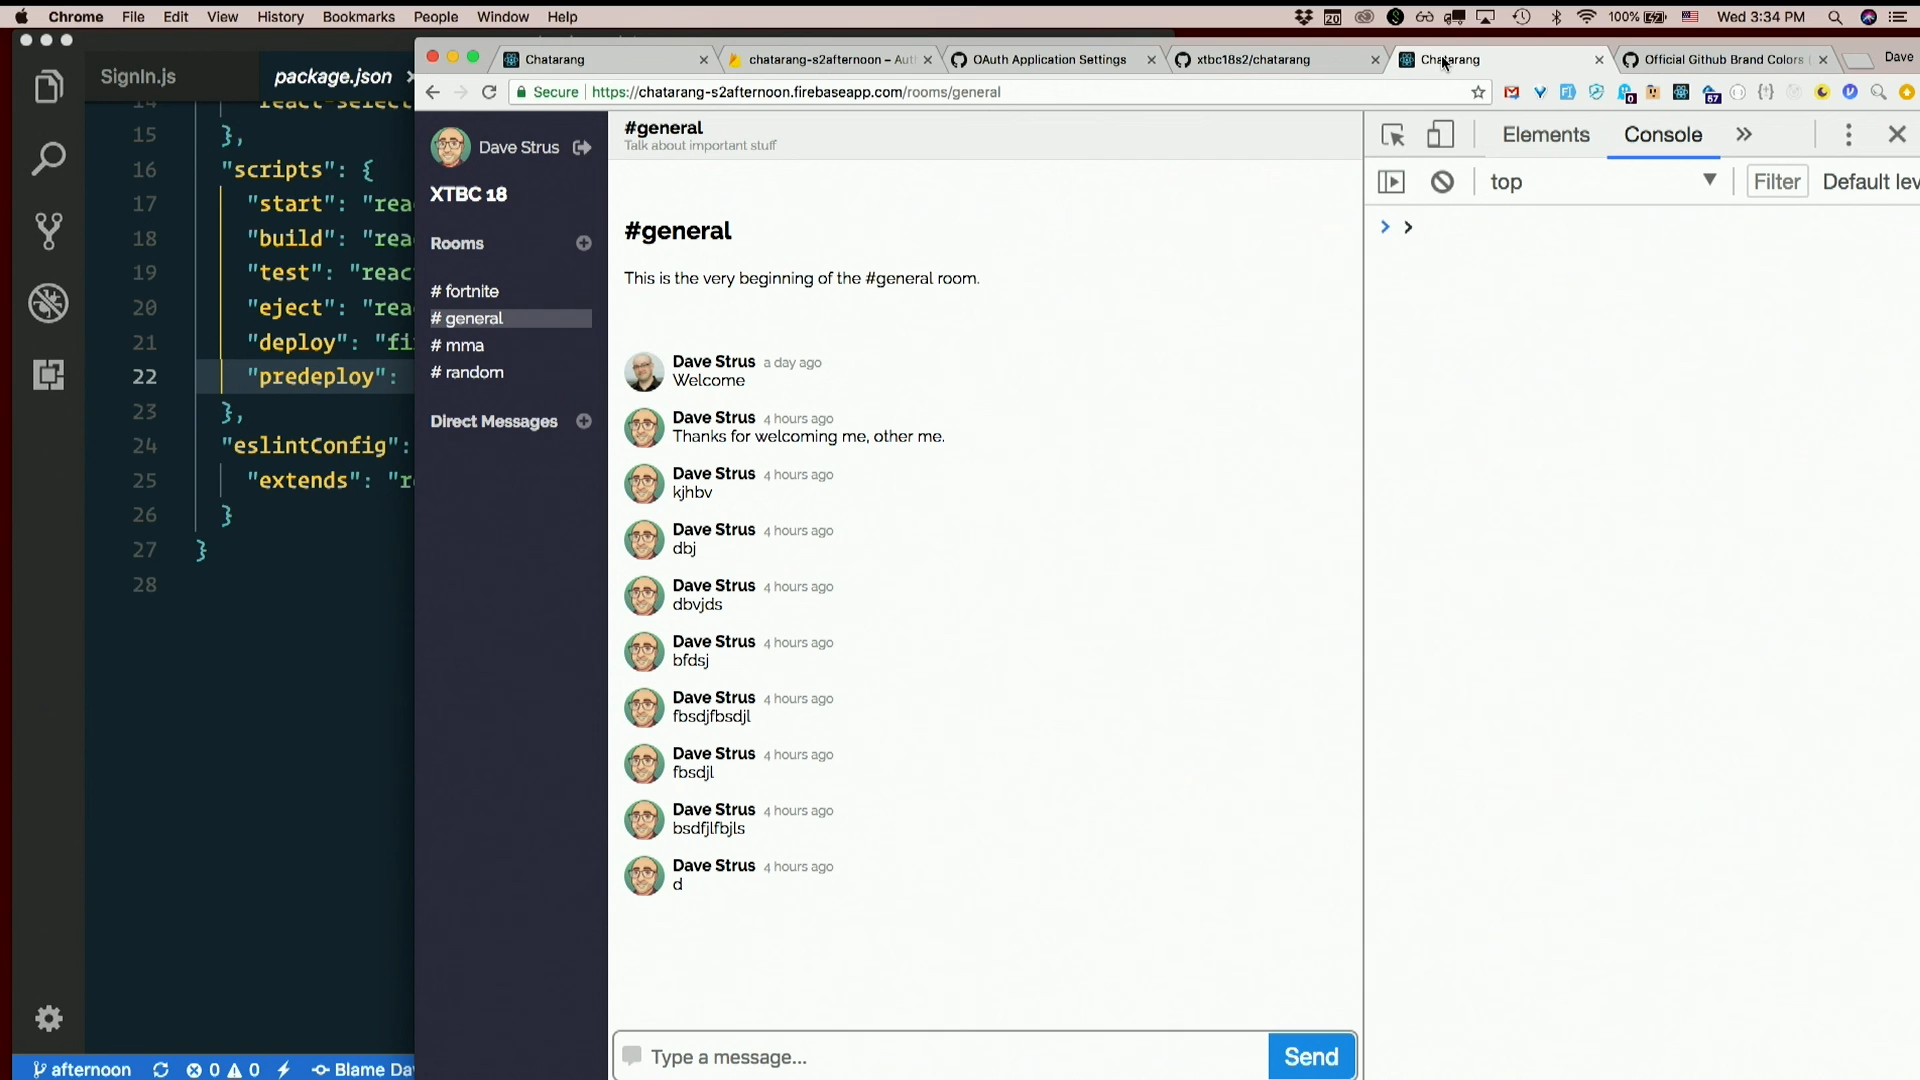 Chrome File Edit View History Bookmarks People Window Help
20 100% Wed 3:34 PM
SignIn.js package.json
Chatarang
chatarang-s2afternoon – Aut
OAuth Application Settings
xtbc18s2/chatarang
Chatarang
Official Github Brand Colors
Dave
Secure https://chatarang-s2afternoon.firebaseapp.com/rooms/general
0 57
react-select
15 },
16 "scripts": {
17 "start": "rea
18 "build": "rea
19 "test": "reac
20 "eject": "rea
21 "deploy": "fi
22 "predeploy":
23 },
24 "eslintConfig":
25 "extends": "r
26 }
27 }
28
afternoon 0 0 Blame Da
Dave Strus
XTBC 18
Rooms
# fortnite
# general
# mma
# random
Direct Messages
#general
Talk about important stuff
#general
This is the very beginning of the #general room.
Dave Strus a day ago
Welcome
Dave Strus 4 hours ago
Thanks for welcoming me, other me.
Dave Strus 4 hours ago
kjhbv
Dave Strus 4 hours ago
dbj
Dave Strus 4 hours ago
dbvjds
Dave Strus 4 hours ago
bfdsj
Dave Strus 4 hours ago
fbsdjfbsdjl
Dave Strus 4 hours ago
fbsdjl
Dave Strus 4 hours ago
bsdfjlfbjls
Dave Strus 4 hours ago
d
Type a message...
Send
Elements Console »
top Filter Default lev